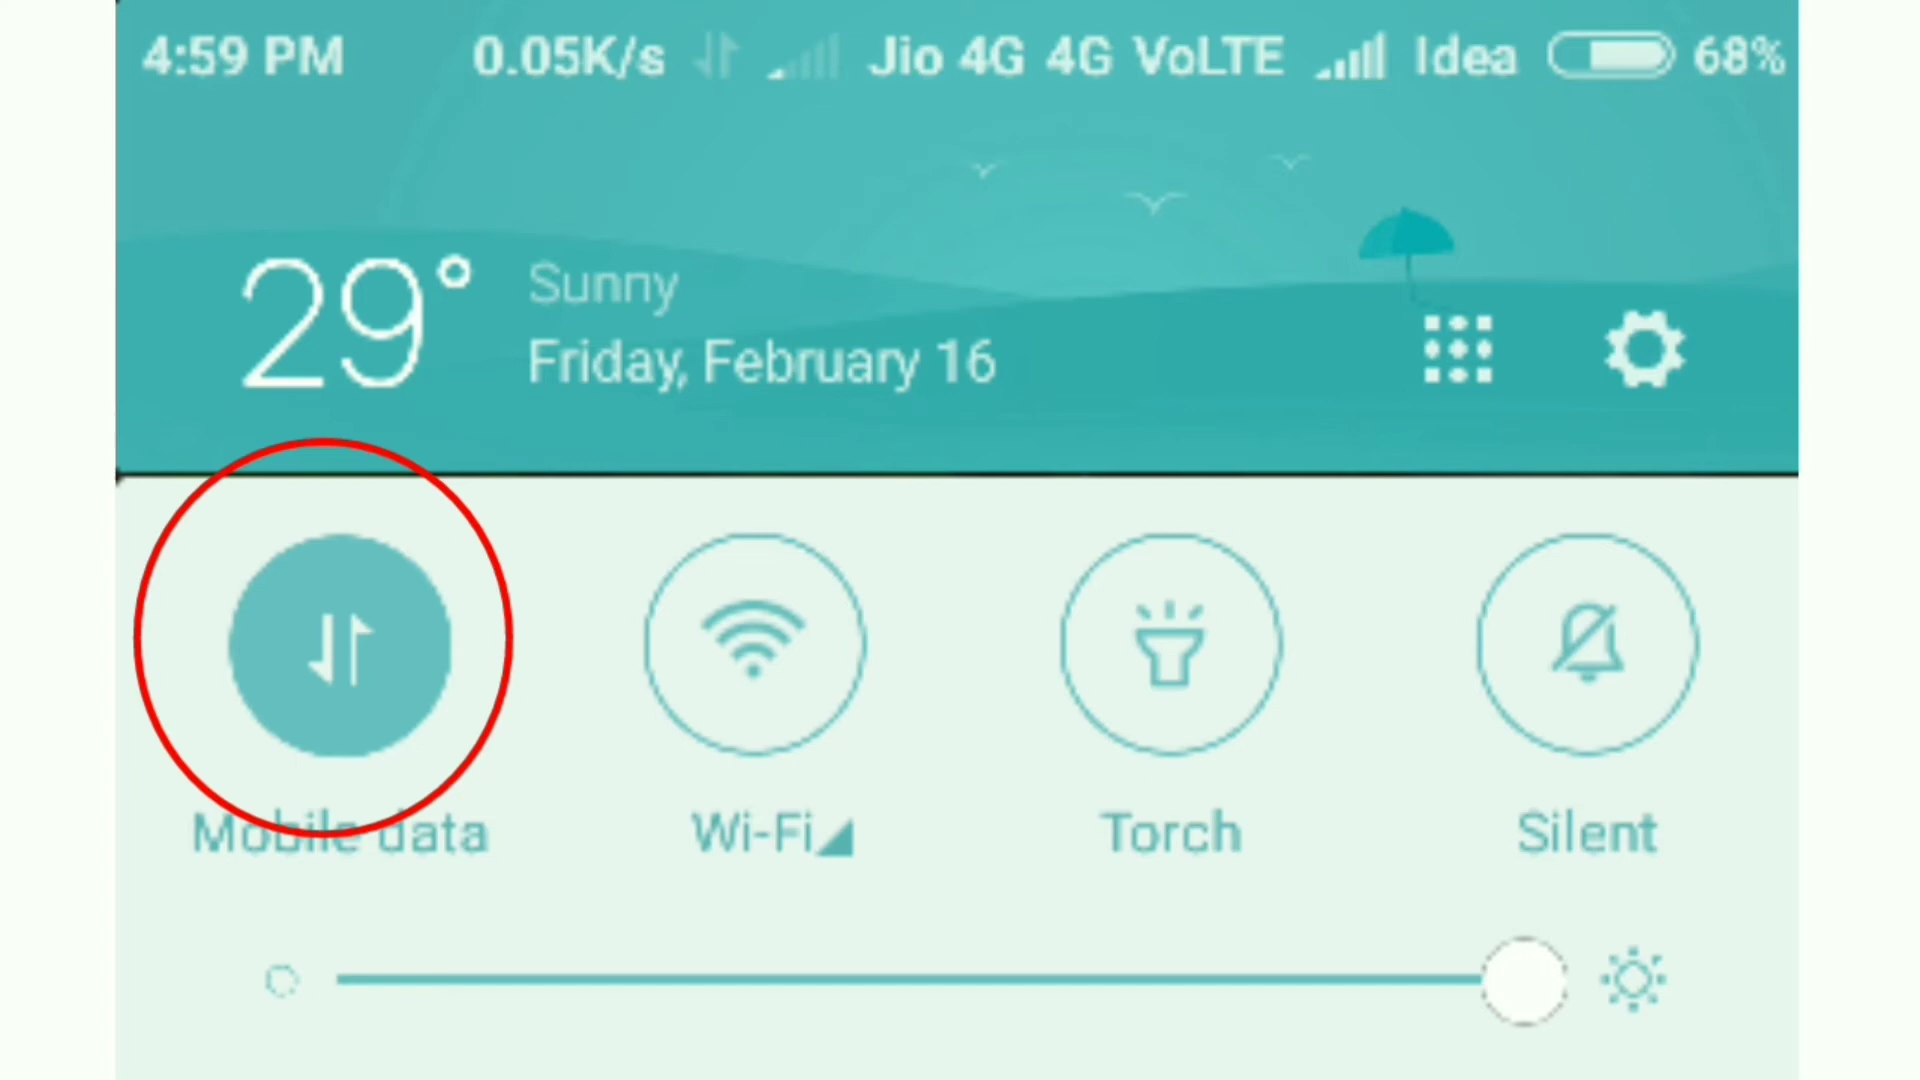 4:59 PM 0.05K/s Jio 4G 4G VoLTE Idea 68%
29° Sunny
Friday, February 16
Mobile data Wi-Fi Torch Silent